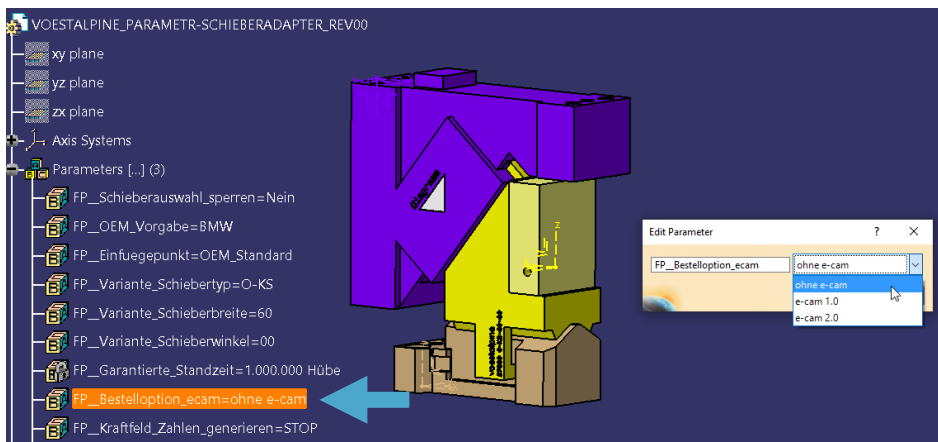 VOESTALPINE_PARAMETR-SCHIEBERADAPTER_REV00
xy plane
yz plane
zx plane
Axis Systems
Parameters [...] (3)
FP__Schieberauswahl_sperren=Nein
FP__OEM_Vorgabe=BMW
FP__Einfuegepunkt=OEM_Standard
FP__Variante_Schiebertyp=O-KS
FP__Variante_Schieberbreite=60
FP__Variante_Schieberwinkel=00
FP__Garantierte_Standzeit=1.000.000 Hübe
FP__Bestelloption_ecam=ohne e-cam
FP__Kraftfeld_Zahlen_generieren=STOP
voestalpine
z
Edit Parameter ? ×
FP__Bestelloption_ecam ohne e-cam
ohne e-cam
e-cam 1.0
e-cam 2.0